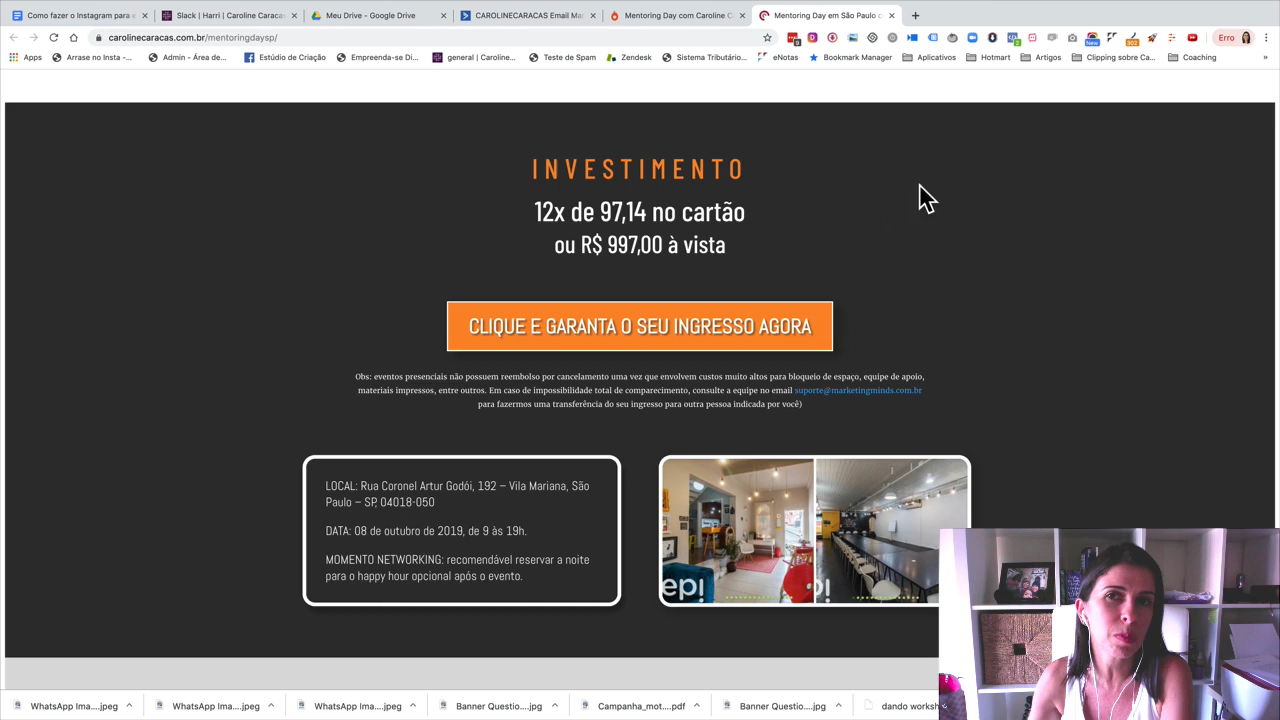 Como fazer o Instagram para e
Slack | Harri | Caroline Caracas
Meu Drive - Google Drive
CAROLINECARACAS Email Mar
Mentoring Day com Caroline C
Mentoring Day em São Paulo c
carolinecaracas.com.br/mentoringdaysp/
Erro
Apps
Arrase no Insta -...
Admin - Área de...
Estúdio de Criação
Empreenda-se Di...
general | Caroline...
Teste de Spam
Zendesk
Sistema Tributário...
eNotas
Bookmark Manager
Aplicativos
Hotmart
Artigos
Clipping sobre Ca...
Coaching
»
INVESTIMENTO
12x de 97,14 no cartão
ou R$ 997,00 à vista
CLIQUE E GARANTA O SEU INGRESSO AGORA
Obs: eventos presenciais não possuem reembolso por cancelamento uma vez que envolvem custos muito altos para bloqueio de espaço, equipe de apoio,
materiais impressos, entre outros. Em caso de impossibilidade total de comparecimento, consulte a equipe no email suporte@marketingminds.com.br
para fazermos uma transferência do seu ingresso para outra pessoa indicada por você)
LOCAL: Rua Coronel Artur Godói, 192 – Vila Mariana, São
Paulo – SP, 04018-050
DATA: 08 de outubro de 2019, de 9 às 19h.
MOMENTO NETWORKING: recomendável reservar a noite
para o happy hour opcional após o evento.
WhatsApp Ima....jpeg
WhatsApp Ima....jpeg
WhatsApp Ima....jpeg
Banner Questio....jpg
Campanha_mot....pdf
Banner Questio....jpg
dando worksh